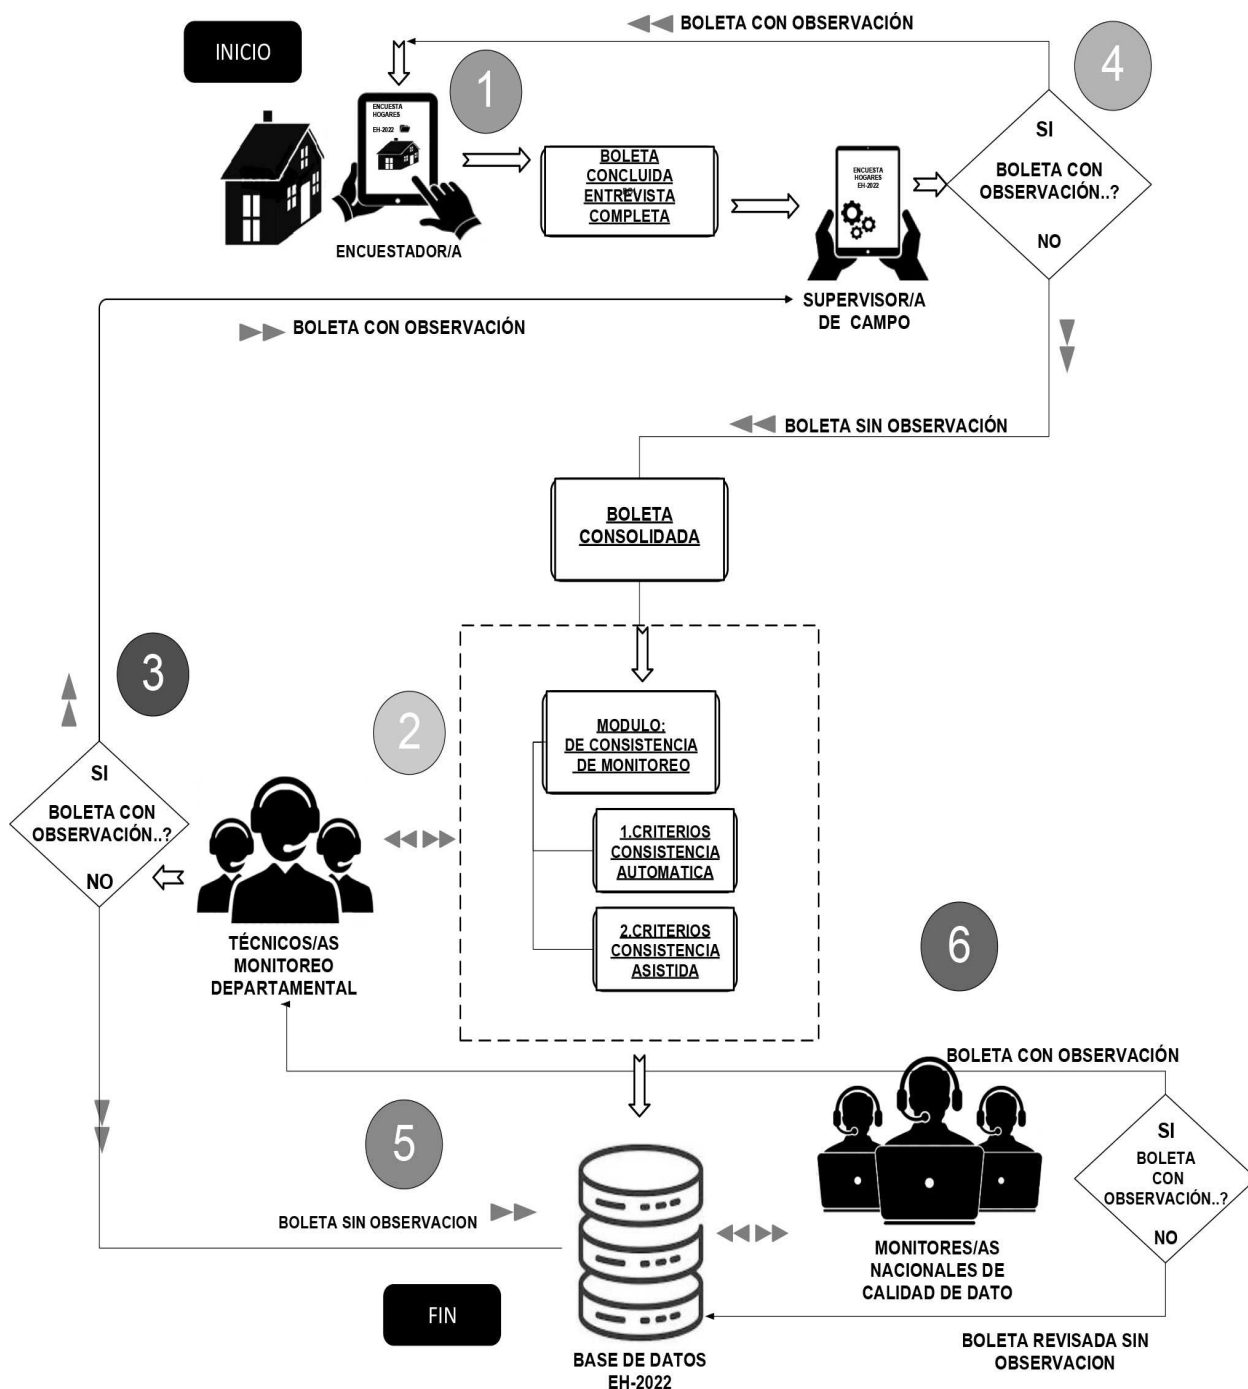 BOLETA CON OBSERVACIÓN
4
INICIO
1
ENCUESTA
HOGARES
EH-2022
ENCUESTADOR/A
BOLETA
CONCLUIDA
ENTREVISTA
COMPLETA
ENCUESTA
HOGARES
EH-2022
SUPERVISOR/A
DE CAMPO
SI
BOLETA CON
OBSERVACIÓN..?
NO
BOLETA CON OBSERVACIÓN
BOLETA SIN OBSERVACIÓN
BOLETA
CONSOLIDADA
3
2
MODULO:
DE CONSISTENCIA
DE MONITOREO
SI
BOLETA CON
OBSERVACIÓN..?
NO
1.CRITERIOS
CONSISTENCIA
AUTOMATICA
2.CRITERIOS
CONSISTENCIA
ASISTIDA
TÉCNICOS/AS
MONITOREO
DEPARTAMENTAL
6
BOLETA CON OBSERVACIÓN
5
BOLETA SIN OBSERVACION
SI
BOLETA
CON
OBSERVACIÓN..?
NO
MONITORES/AS
NACIONALES DE
CALIDAD DE DATO
FIN
BASE DE DATOS
EH-2022
BOLETA REVISADA SIN
OBSERVACION